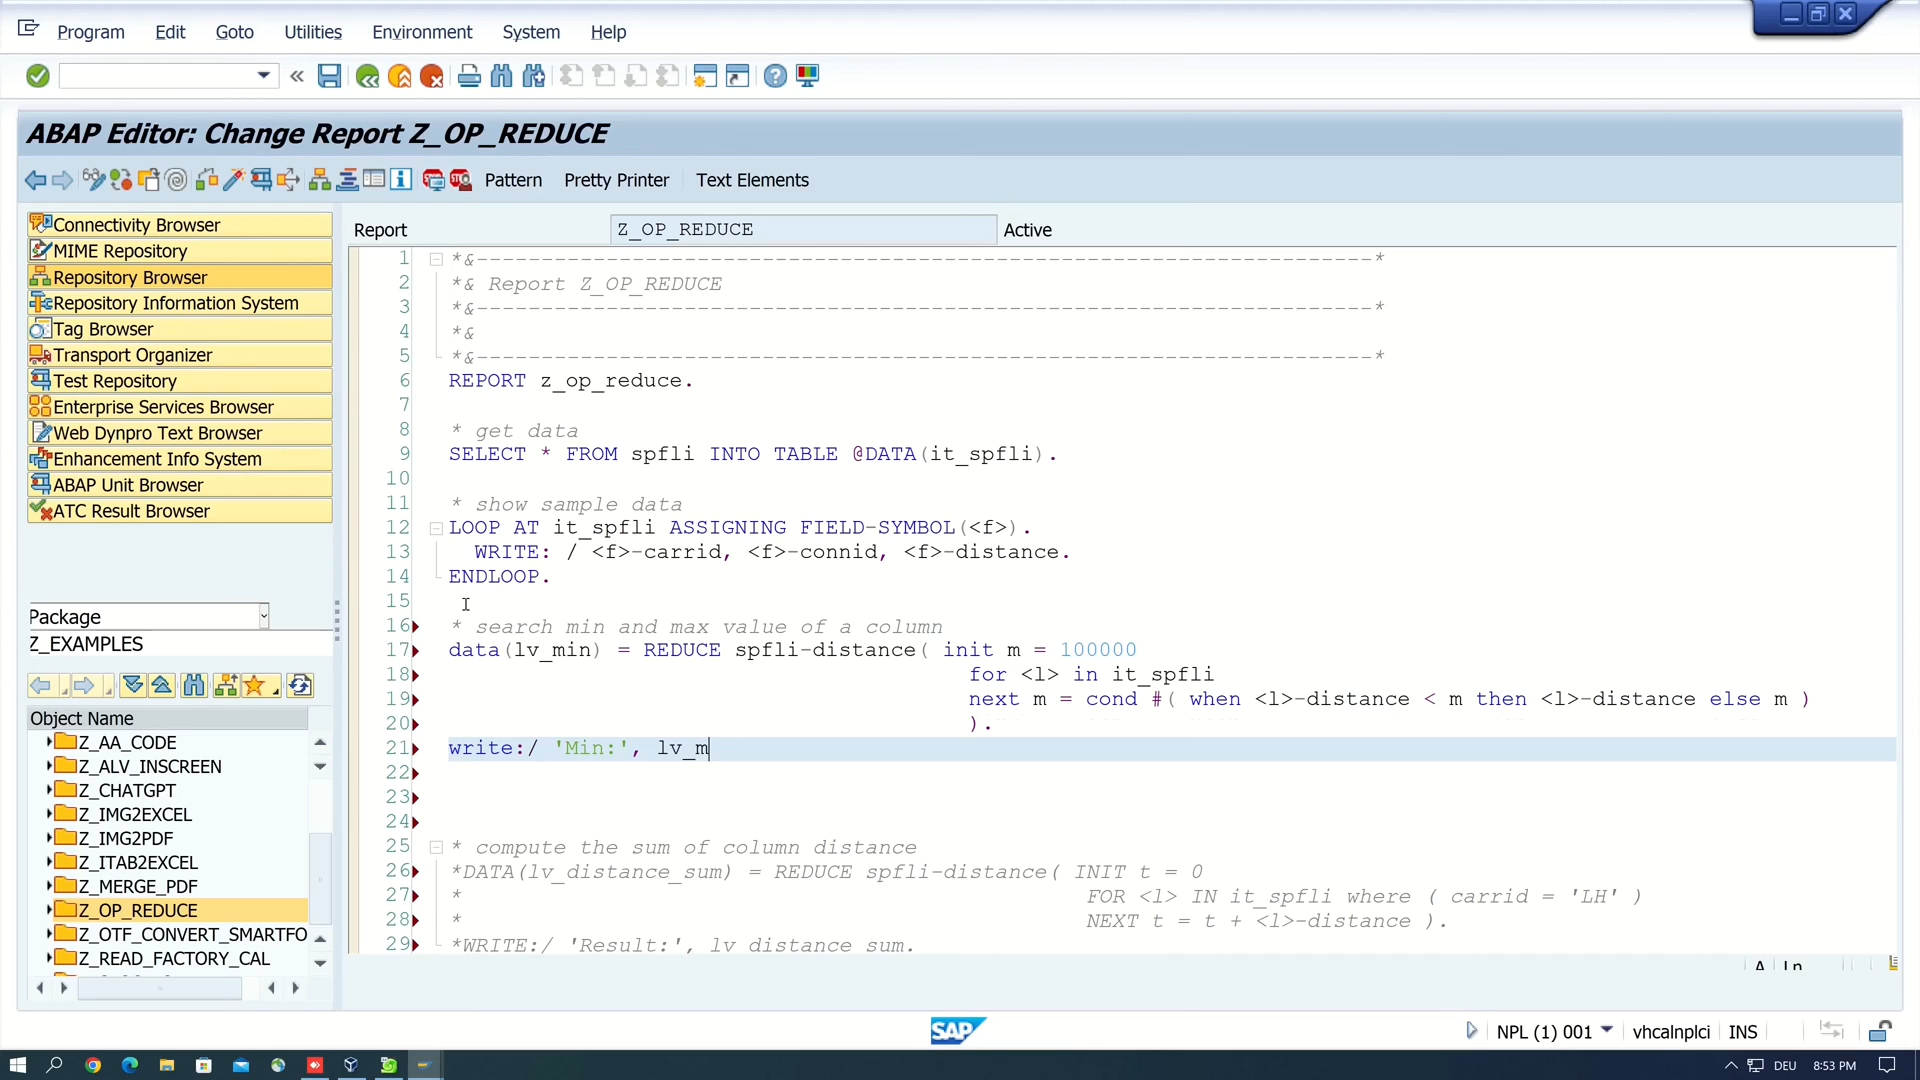 Program Edit Goto Utilities Environment System Help
ABAP Editor: Change Report Z_OP_REDUCE
Pattern Pretty Printer Text Elements
Connectivity Browser
MIME Repository
Repository Browser
Repository Information System
Tag Browser
Transport Organizer
Test Repository
Enterprise Services Browser
Web Dynpro Text Browser
Enhancement Info System
ABAP Unit Browser
ATC Result Browser
Package
Z_EXAMPLES
Object Name
Z_AA_CODE
Z_ALV_INSCREEN
Z_CHATGPT
Z_IMG2EXCEL
Z_IMG2PDF
Z_ITAB2EXCEL
Z_MERGE_PDF
Z_OP_REDUCE
Z_OTF_CONVERT_SMARTFO
Z_READ_FACTORY_CAL
Report Z_OP_REDUCE Active
1 *&---------------------------------------------------------------------*
2 *& Report Z_OP_REDUCE
3 *&---------------------------------------------------------------------*
4 *&
5 *&---------------------------------------------------------------------*
6 REPORT z_op_reduce.
7
8 * get data
9 SELECT * FROM spfli INTO TABLE @DATA(it_spfli).
10
11 * show sample data
12 LOOP AT it_spfli ASSIGNING FIELD-SYMBOL(<f>).
13 WRITE: / <f>-carrid, <f>-connid, <f>-distance.
14 ENDLOOP.
15
16 * search min and max value of a column
17 data(lv_min) = REDUCE spfli-distance( init m = 100000
18 for <l> in it_spfli
19 next m = cond #( when <l>-distance < m then <l>-distance else m )
20 ).
21 write:/ 'Min:', lv_m
22
23
24
25 * compute the sum of column distance
26 *DATA(lv_distance_sum) = REDUCE spfli-distance( INIT t = 0
27 * FOR <l> IN it_spfli where ( carrid = 'LH' )
28 * NEXT t = t + <l>-distance ).
29 *WRITE:/ 'Result:', lv_distance_sum.
SAP
NPL (1) 001 vhcalnplci INS
DEU 8:53 PM